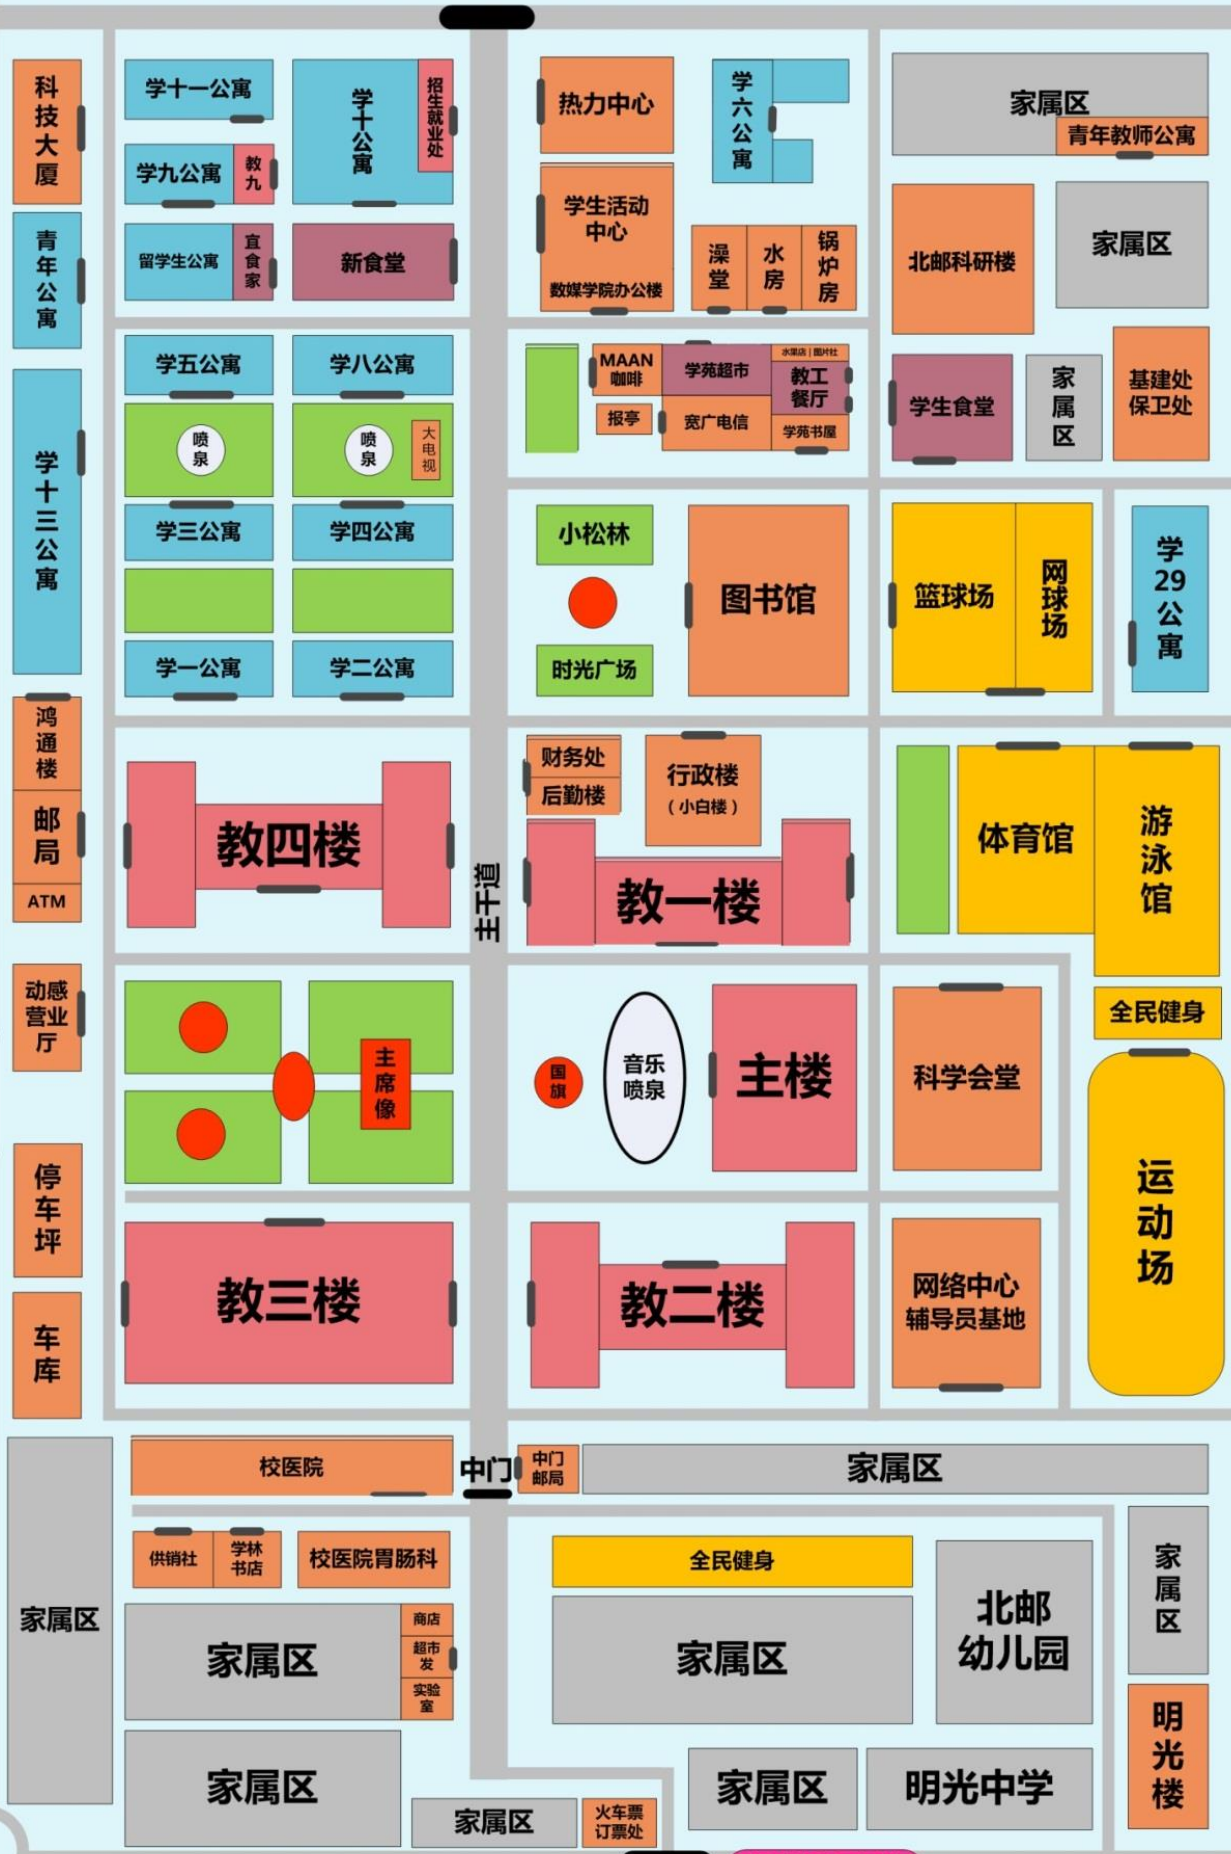 科技大厦
学十一公寓
学十公寓
招生就业处
学九公寓
教九
青年公寓
留学生公寓
宜食家
新食堂
热力中心
学六公寓
学生活动
中心
数媒学院办公楼
澡堂
水房
锅炉房
家属区
青年教师公寓
北邮科研楼
家属区
学十三公寓
学五公寓
学八公寓
喷泉
喷泉
大电视
学三公寓
学四公寓
学一公寓
学二公寓
MAAN
咖啡
学苑超市
水果店 | 图片社
教工
餐厅
报亭
宽广电信
学苑书屋
学生食堂
家属区
基建处
保卫处
小松林
时光广场
图书馆
篮球场
网球场
学29公寓
鸿通楼
邮局
ATM
教四楼
主干道
财务处
后勤楼
行政楼
(小白楼)
教一楼
体育馆
游泳馆
动感
营业
厅
主席像
国旗
音乐
喷泉
主楼
科学会堂
全民健身
运动场
停车坪
车库
教三楼
教二楼
网络中心
辅导员基地
家属区
校医院
中门
中门
邮局
家属区
供销社
学林
书店
校医院胃肠科
全民健身
家属区
商店
超市
发
实验
室
家属区
北邮
幼儿园
家属区
明光楼
家属区
家属区
火车票
订票处
家属区
明光中学